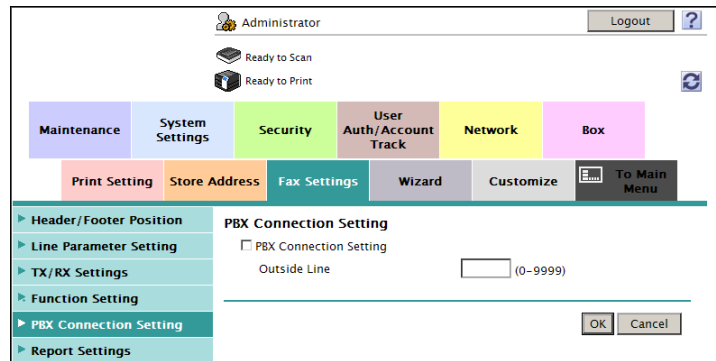 Administrator
Logout
?
Ready to Scan
Ready to Print
Maintenance
System
Settings
Security
User
Auth/Account
Track
Network
Box
Print Setting
Store Address
Fax Settings
Wizard
Customize
To Main
Menu
Header/Footer Position
Line Parameter Setting
TX/RX Settings
Function Setting
PBX Connection Setting
Report Settings
PBX Connection Setting
PBX Connection Setting
Outside Line
(0-9999)
OK
Cancel